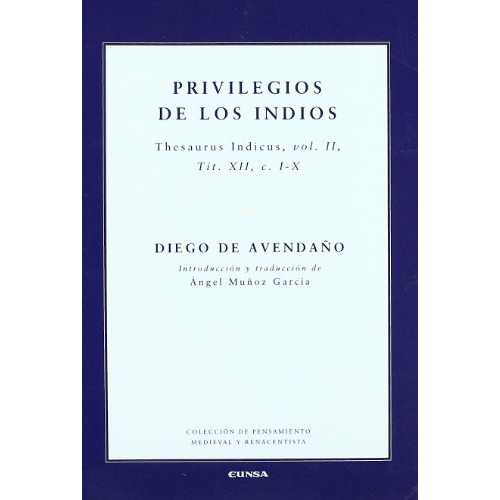 PRIVILEGIOS
DE LOS INDIOS
Thesaurus Indicus, vol. II,
Tít. XII, c. I-X
DIEGO DE AVENDAÑO
Introducción y traducción de
Ángel Muñoz García
COLECCIÓN DE PENSAMIENTO
MEDIEVAL Y RENACENTISTA
EUNSA